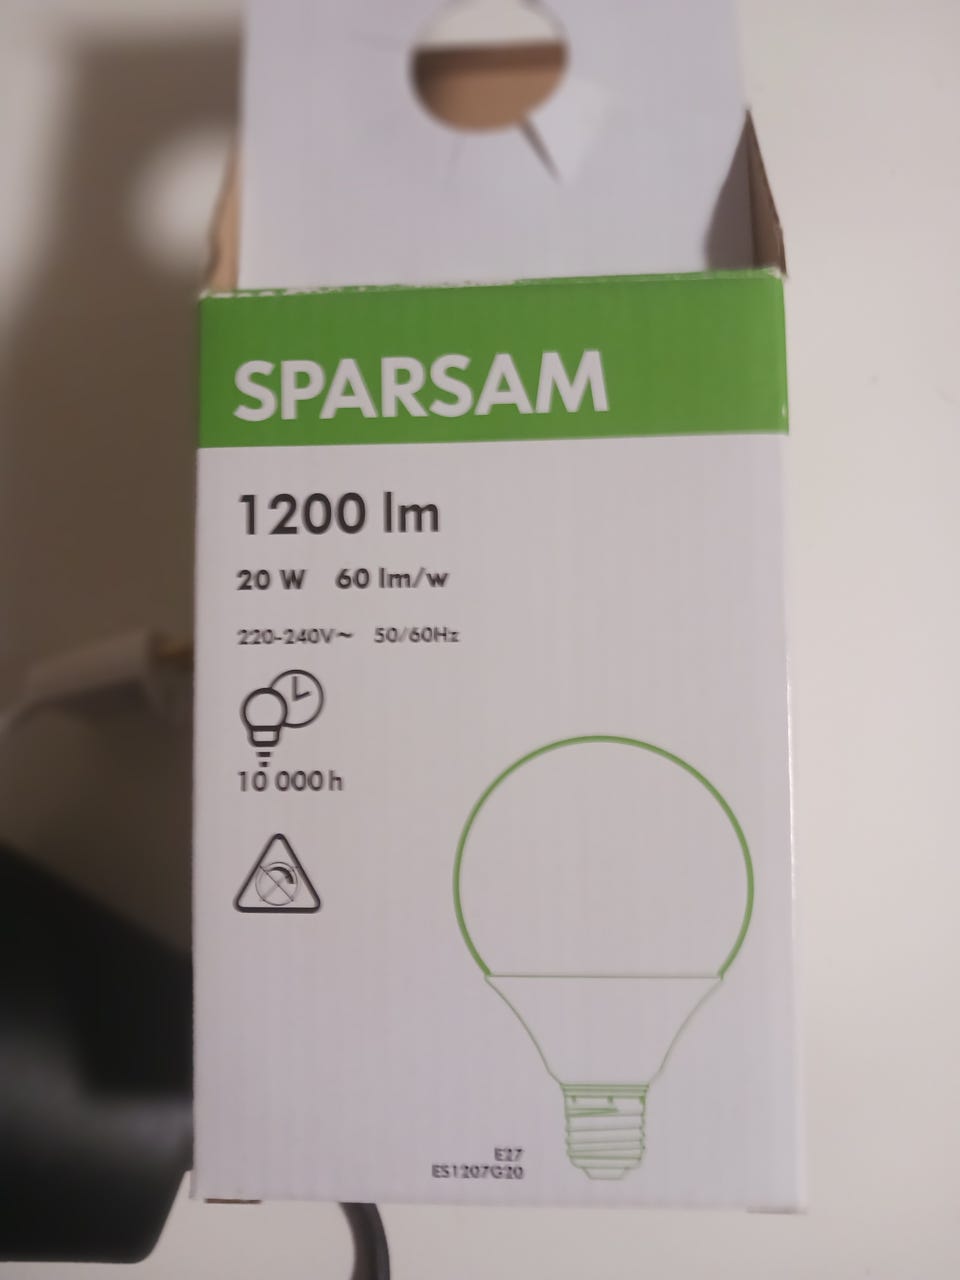 SPARSAM
1200 lm
20 W 60 lm/w
220-240V~ 50/60Hz
10 000 h
E27
ES1207G20